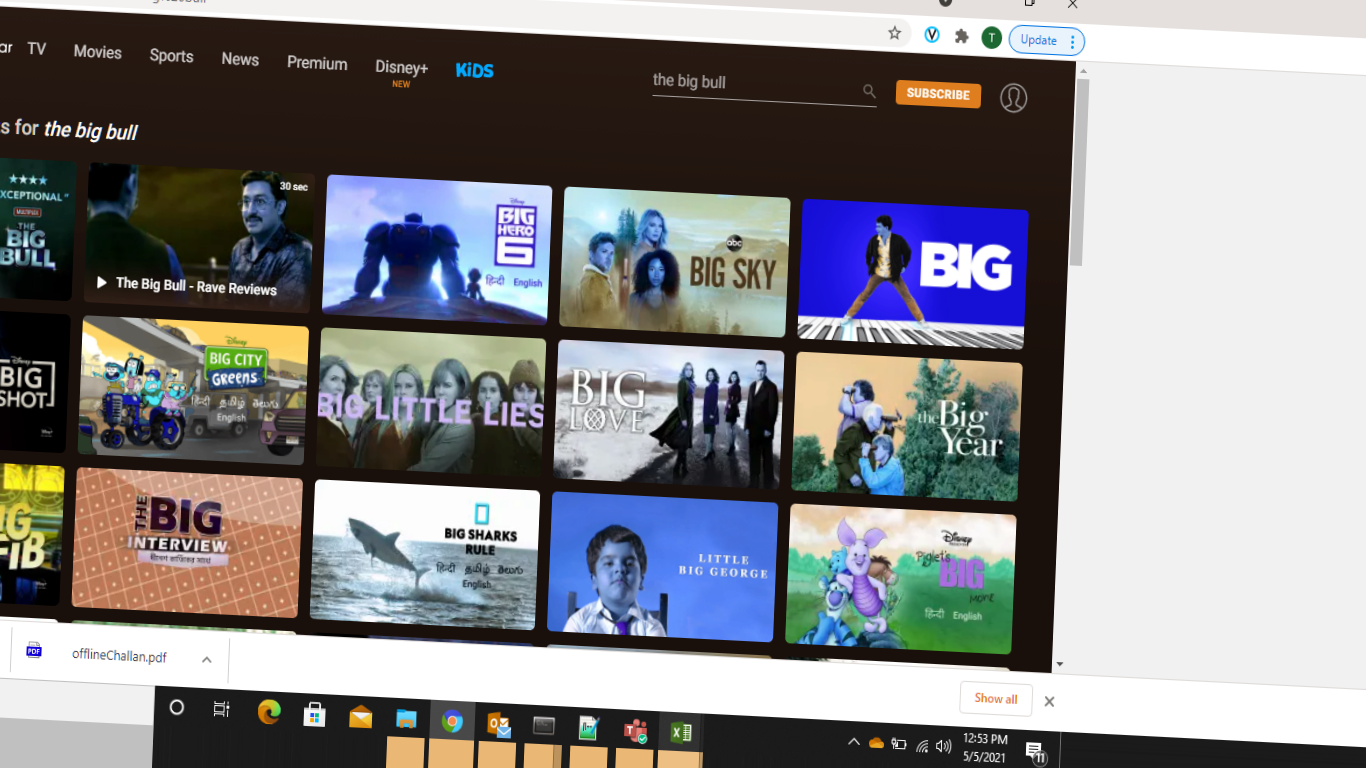 ar TV Movies Sports News Premium Disney+ KiDS
NEW
the big bull
SUBSCRIBE
T
Update
s for the big bull
XCEPTIONAL"
MULTIPLEX
THE
BIG
BULL
30 sec
The Big Bull - Rave Reviews
Disney
BIG
HERO
6
हिन्दी English
abc
BIG SKY
BIG
Disney
BIG
SHOT
Disney
BIG CITY
GREENS
हिन्दी தமிழ் తెలుగు
English
BIG LITTLE LIES
BIG
LOVE
the Big
Year
FIB
THE
BIG
INTERVIEW
BIG SHARKS
RULE
हिन्दी தமிழ் తెలుగు
English
LITTLE
BIG GEORGE
Disney
Piglet's
BIG
MOVIE
हिन्दी English
PDF
offlineChallan.pdf
Show all
12:53 PM
5/5/2021
11